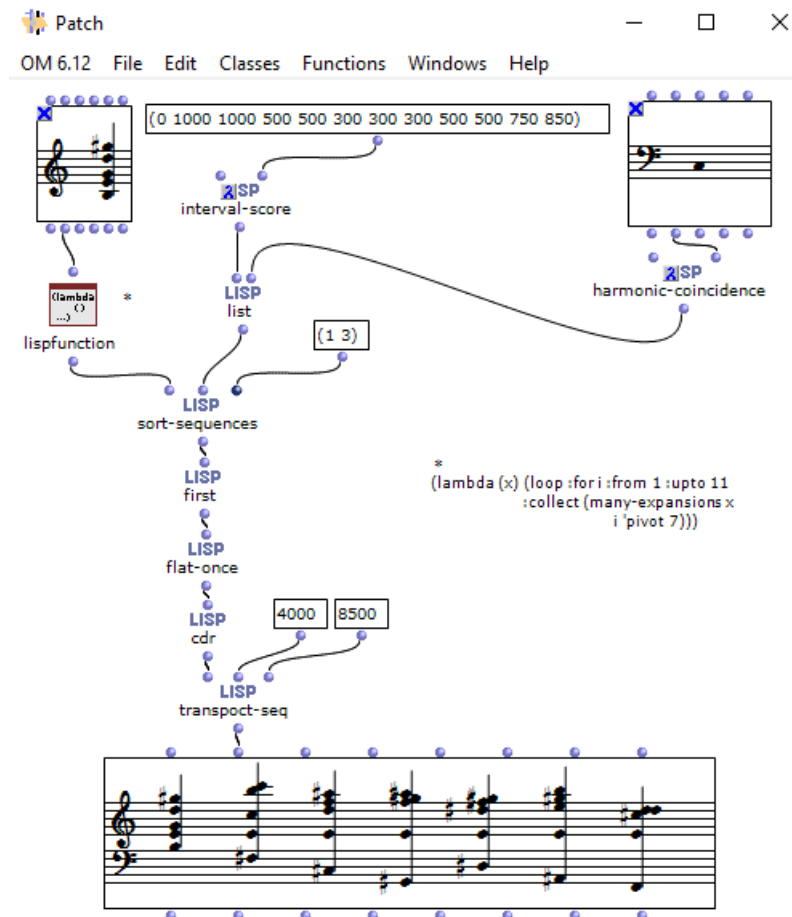 Patch
OM 6.12 File Edit Classes Functions Windows Help
(0 1000 1000 500 500 300 300 300 500 500 750 850)
LISP
interval-score
LISP
harmonic-coincidence
(lambda
()
...)
*
lispfunction
LISP
list
(1 3)
LISP
sort-sequences
LISP
first
*
(lambda (x) (loop :for i :from 1 :upto 11
:collect (many-expansions x
i 'pivot 7)))
LISP
flat-once
LISP
cdr
4000
8500
LISP
transpoct-seq